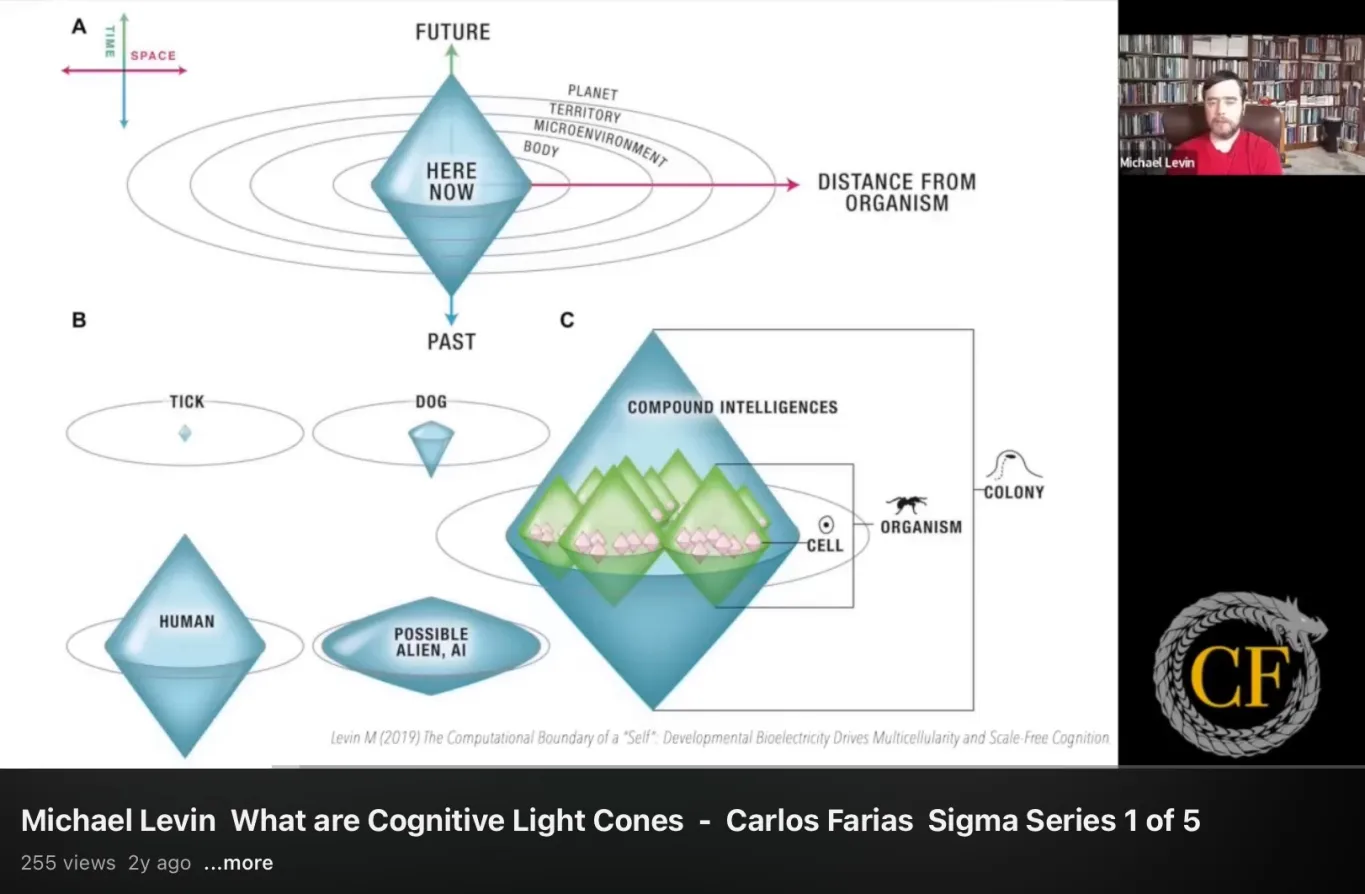 A
TIME
SPACE
FUTURE
PLANET
TERRITORY
MICROENVIRONMENT
BODY
HERE
NOW
DISTANCE FROM
ORGANISM
PAST
B
TICK
DOG
HUMAN
POSSIBLE
ALIEN, AI
C
COMPOUND INTELLIGENCES
CELL
ORGANISM
COLONY
Levin M (2019) The Computational Boundary of a "Self": Developmental Bioelectricity Drives Multicellularity and Scale-Free Cognition
Michael Levin
CF
Michael Levin What are Cognitive Light Cones - Carlos Farias Sigma Series 1 of 5
255 views 2y ago ...more